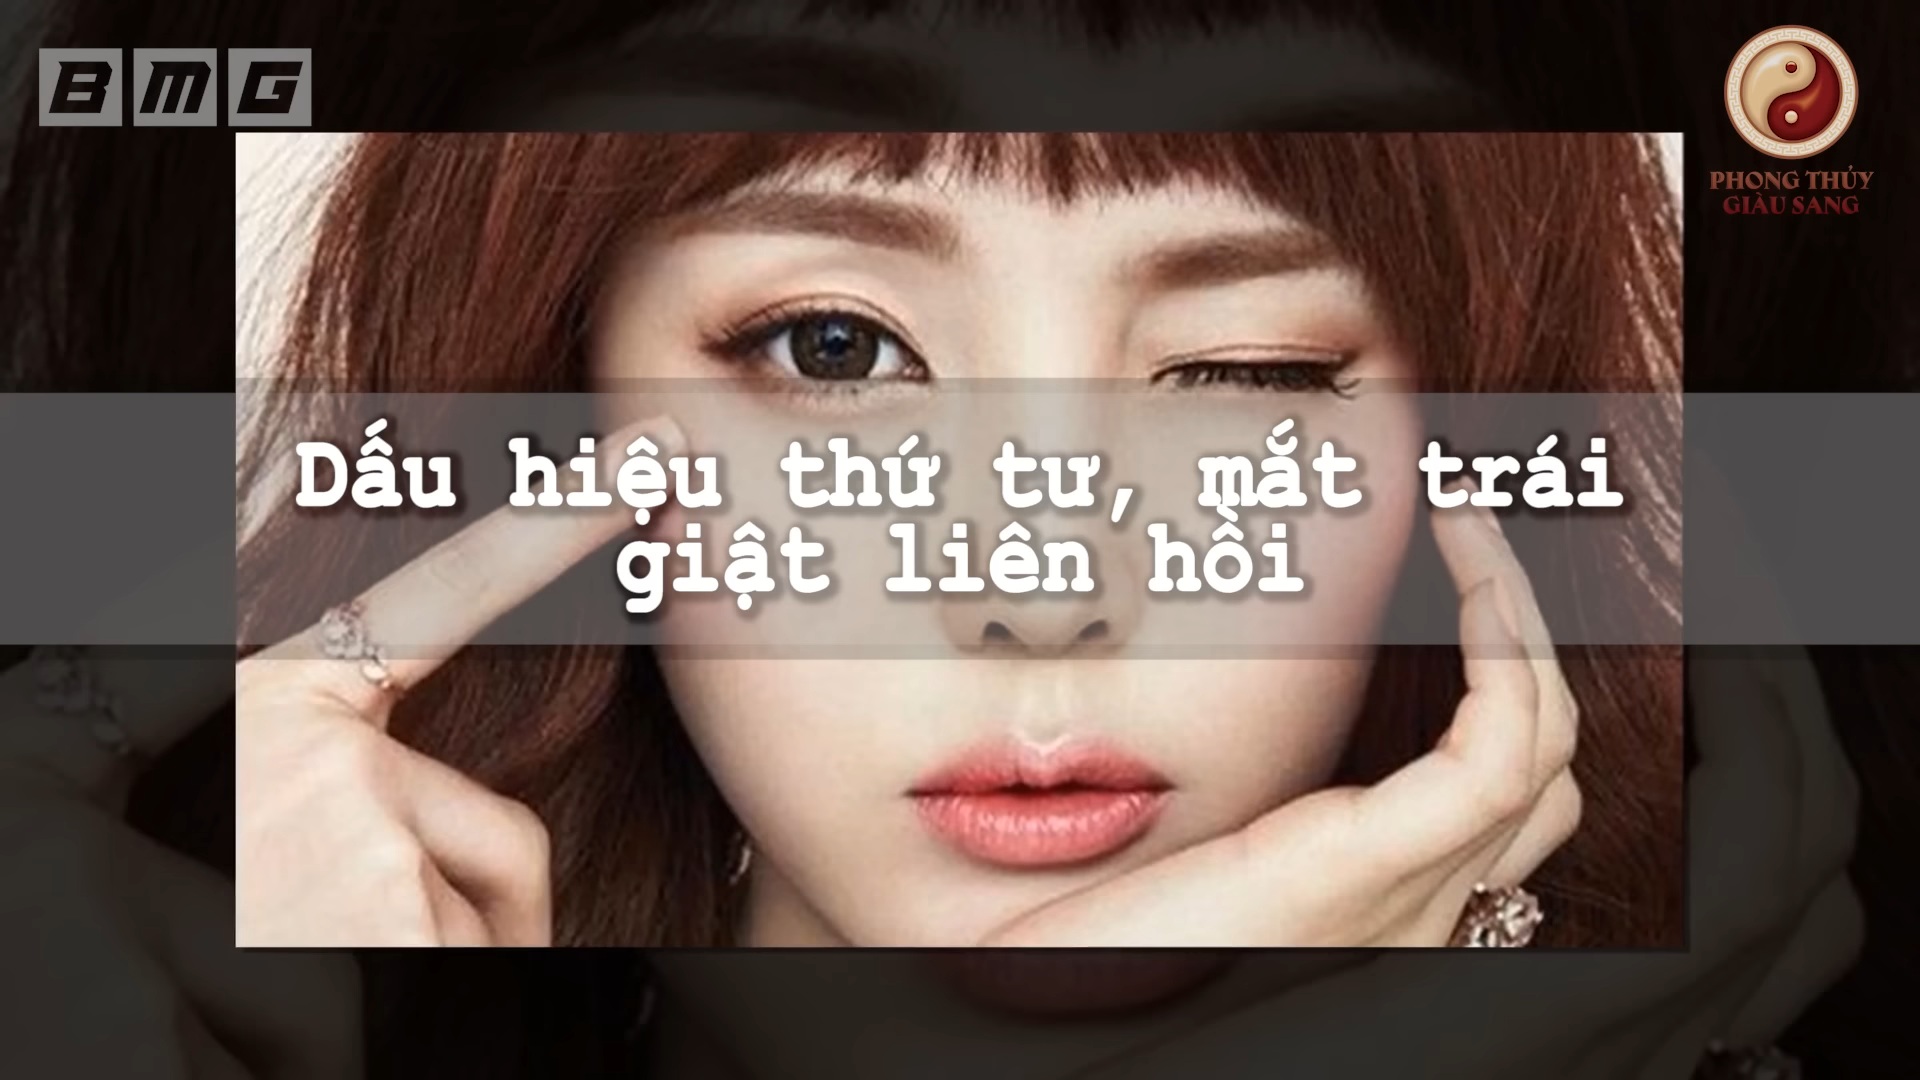 BMG
PHONG THỦY
GIÀU SANG
Dấu hiệu thứ tư, mắt trái
giật liên hồi